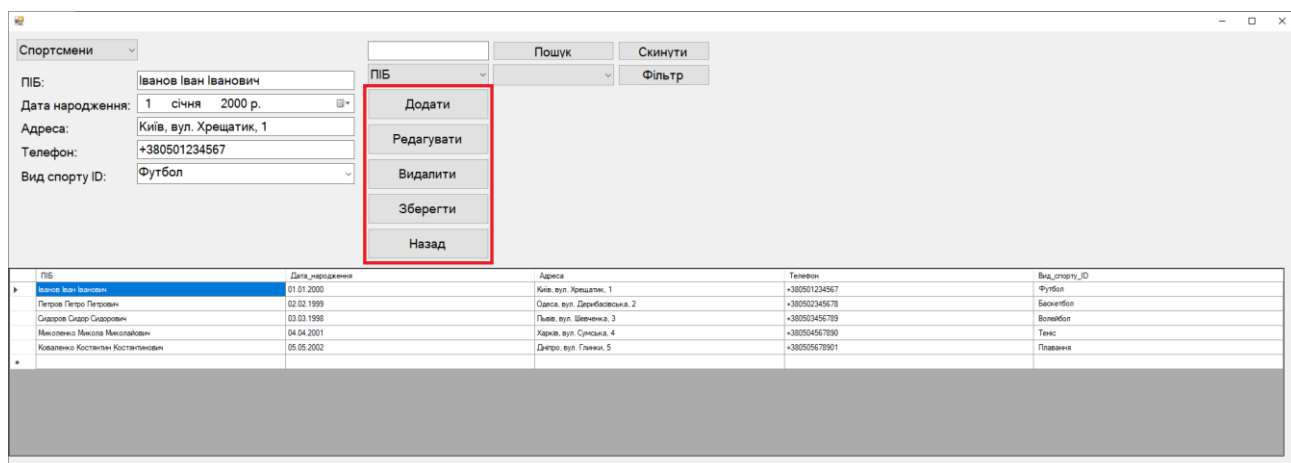 Спортсмени
Пошук Скинути
ПІБ: Іванов Іван Іванович
ПІБ Фільтр
Дата народження: 1 січня 2000 р.
Адреса: Київ, вул. Хрещатик, 1
Телефон: +380501234567
Вид спорту ID: Футбол
Додати
Редагувати
Видалити
Зберегти
Назад
ПІБ Дата_народження Адреса Телефон Вид_спорту_ID
Іванов Іван Іванович 01.01.2000 Київ, вул. Хрещатик, 1 +380501234567 Футбол
Петров Петро Петрович 02.02.1999 Одеса, вул. Дерибасівська, 2 +380502345678 Баскетбол
Сидоров Сидор Сидорович 03.03.1998 Львів, вул. Шевченка, 3 +380503456789 Волейбол
Миколенко Микола Миколайович 04.04.2001 Харків, вул. Сумська, 4 +380504567890 Теніс
Коваленко Костянтин Костянтинович 05.05.2002 Дніпро, вул. Глинки, 5 +380505678901 Плавання